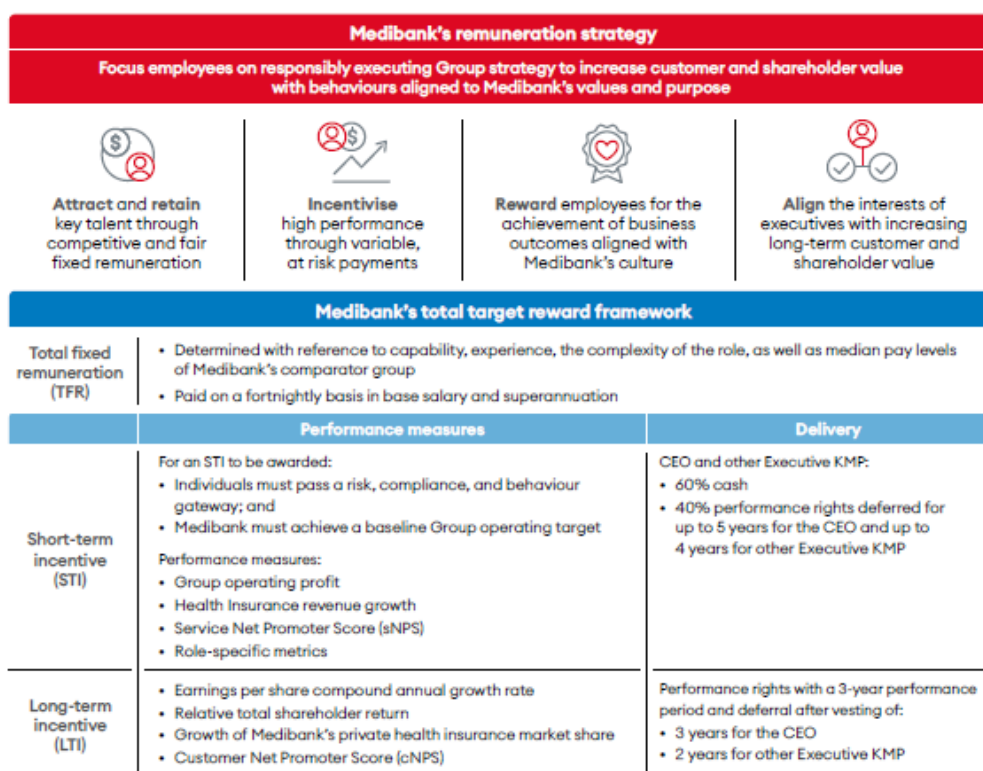 Medibank's remuneration strategy
Focus employees on responsibly executing Group strategy to increase customer and shareholder value
with behaviours aligned to Medibank's values and purpose
Attract and retain
key talent through
competitive and fair
fixed remuneration
Incentivise
high performance
through variable,
at risk payments
Reward employees for the
achievement of business
outcomes aligned with
Medibank's culture
Align the interests of
executives with increasing
long-term customer and
shareholder value
Medibank's total target reward framework
Total fixed
remuneration
(TFR)
• Determined with reference to capability, experience, the complexity of the role, as well as median pay levels
of Medibank's comparator group
• Paid on a fortnightly basis in base salary and superannuation
Performance measures
Delivery
Short-term
incentive
(STI)
For an STI to be awarded:
• Individuals must pass a risk, compliance, and behaviour
gateway; and
• Medibank must achieve a baseline Group operating target
Performance measures:
• Group operating profit
• Health Insurance revenue growth
• Service Net Promoter Score (sNPS)
• Role-specific metrics
CEO and other Executive KMP:
• 60% cash
• 40% performance rights deferred for
up to 5 years for the CEO and up to
4 years for other Executive KMP
Long-term
incentive
(LTI)
• Earnings per share compound annual growth rate
• Relative total shareholder return
• Growth of Medibank's private health insurance market share
• Customer Net Promoter Score (cNPS)
Performance rights with a 3-year performance
period and deferral after vesting of:
• 3 years for the CEO
• 2 years for other Executive KMP